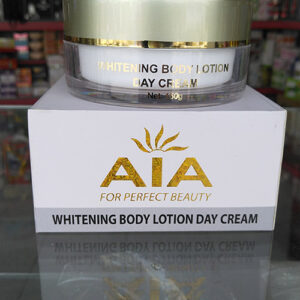 WHITENING BODY LOTION
DAY CREAM
AIA
FOR PERFECT BEAUTY
WHITENING BODY LOTION DAY CREAM